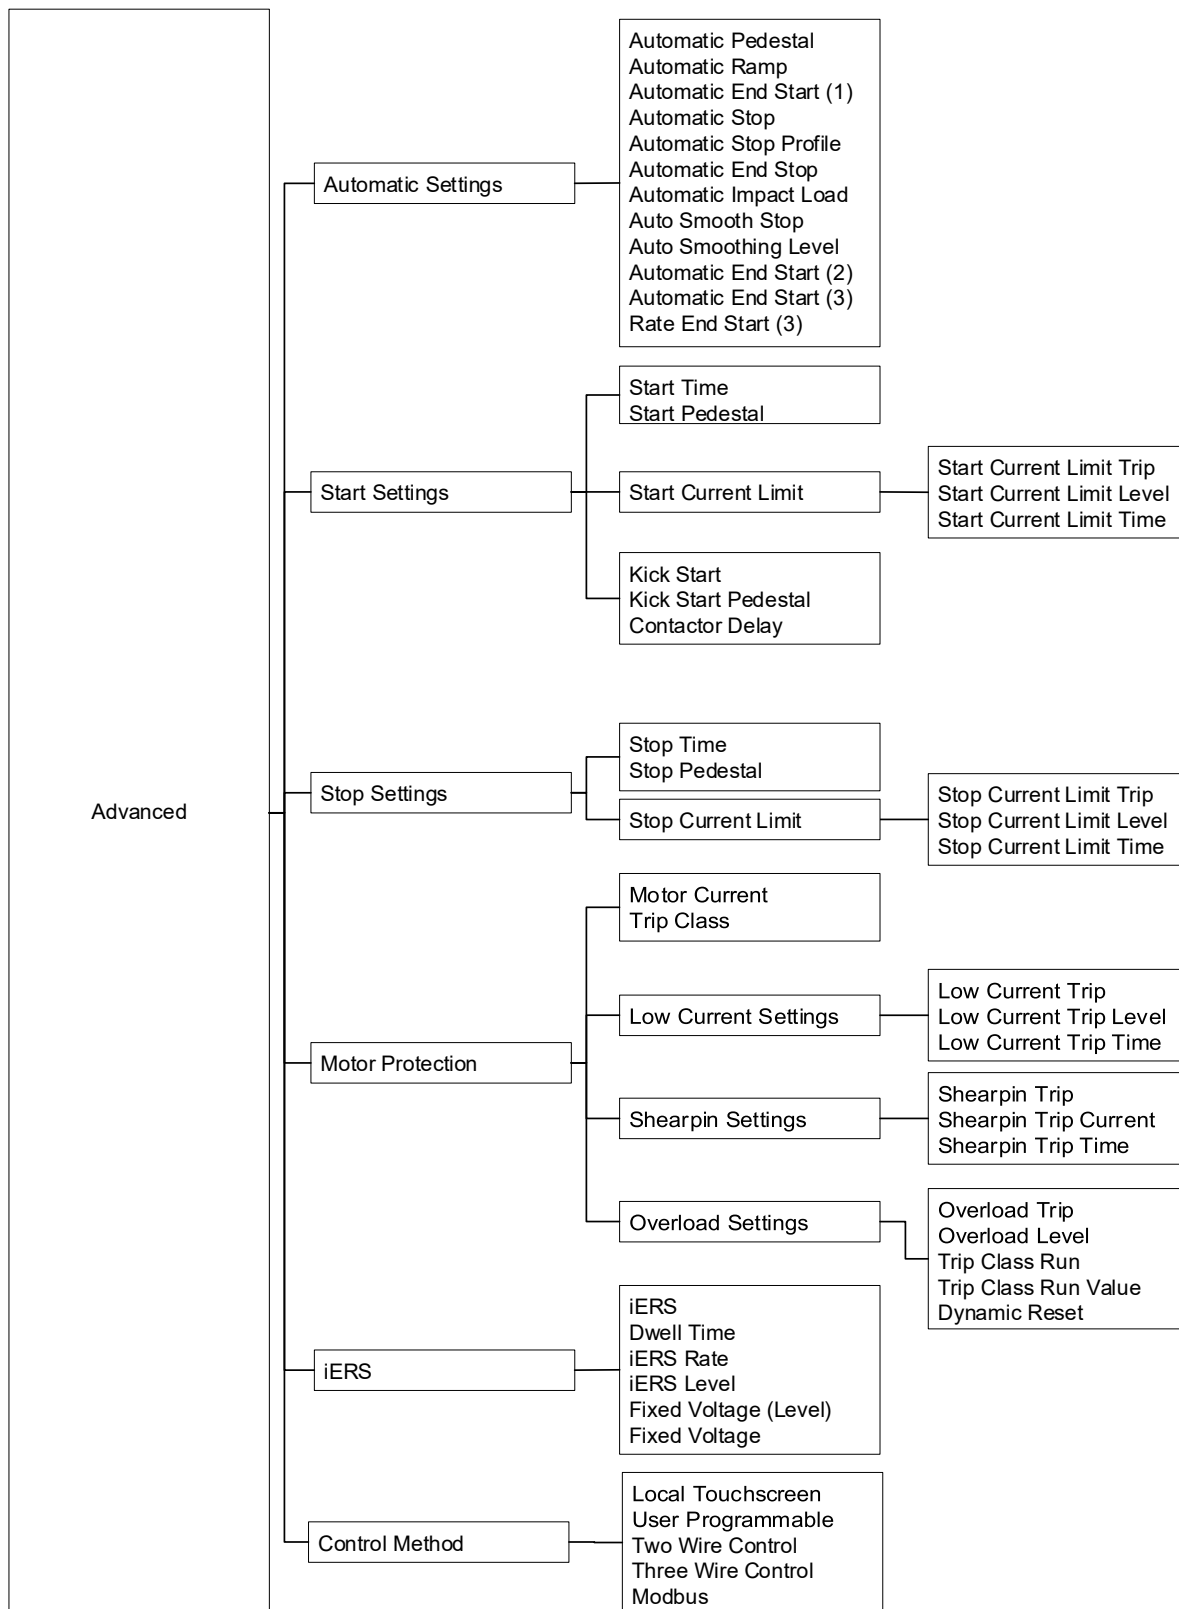 Advanced
Automatic Settings
Automatic Pedestal
Automatic Ramp
Automatic End Start (1)
Automatic Stop
Automatic Stop Profile
Automatic End Stop
Automatic Impact Load
Auto Smooth Stop
Auto Smoothing Level
Automatic End Start (2)
Automatic End Start (3)
Rate End Start (3)
Start Settings
Start Time
Start Pedestal
Start Current Limit
Start Current Limit Trip
Start Current Limit Level
Start Current Limit Time
Kick Start
Kick Start Pedestal
Contactor Delay
Stop Settings
Stop Time
Stop Pedestal
Stop Current Limit
Stop Current Limit Trip
Stop Current Limit Level
Stop Current Limit Time
Motor Protection
Motor Current
Trip Class
Low Current Settings
Low Current Trip
Low Current Trip Level
Low Current Trip Time
Shearpin Settings
Shearpin Trip
Shearpin Trip Current
Shearpin Trip Time
Overload Settings
Overload Trip
Overload Level
Trip Class Run
Trip Class Run Value
Dynamic Reset
iERS
iERS
Dwell Time
iERS Rate
iERS Level
Fixed Voltage (Level)
Fixed Voltage
Control Method
Local Touchscreen
User Programmable
Two Wire Control
Three Wire Control
Modbus